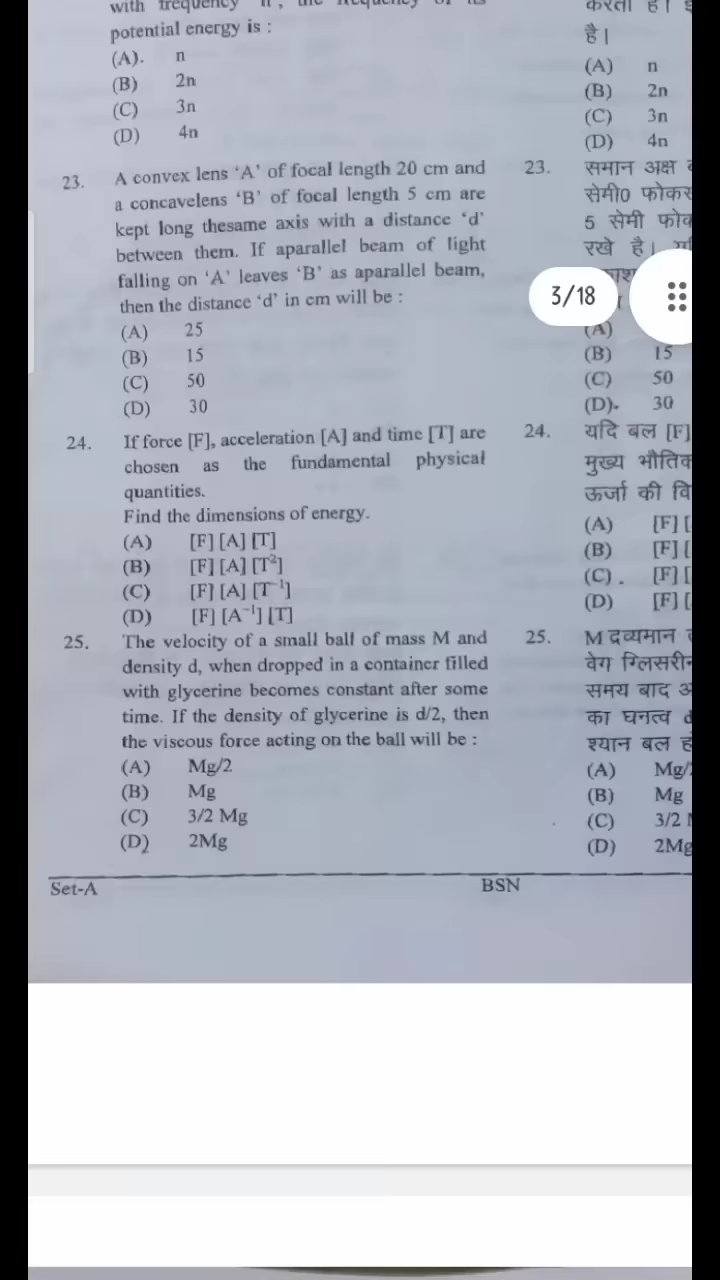 potential energy is :
(A). n
(B) 2n
(C) 3n
(D) 4n
23. A convex lens 'A' of focal length 20 cm and
a concavelens 'B' of focal length 5 cm are
kept long thesame axis with a distance 'd'
between them. If aparallel beam of light
falling on 'A' leaves 'B' as aparallel beam,
then the distance 'd' in cm will be :
(A) 25
(B) 15
(C) 50
(D) 30
24. If force [F], acceleration [A] and time [T] are
chosen as the fundamental physical
quantities.
Find the dimensions of energy.
(A) [F] [A] [T]
(B) [F] [A] [T²]
(C) [F] [A] [T⁻¹]
(D) [F] [A⁻¹] [T]
25. The velocity of a small ball of mass M and
density d, when dropped in a container filled
with glycerine becomes constant after some
time. If the density of glycerine is d/2, then
the viscous force acting on the ball will be :
(A) Mg/2
(B) Mg
(C) 3/2 Mg
(D) 2Mg
Set-A BSN
है।
(A) n
(B) 2n
(C) 3n
(D) 4n
23. समान अक्ष
सेमी0
5 सेमी
रखे है।
3/18
(A)
(B) 15
(C) 50
(D). 30
24. यदि बल [F]
मुख्य
ऊर्जा की
(A) [F]
(B) [F]
(C). [F]
(D) [F]
25. M द्रव्यमान
वेग
समय बाद
का घनत्व
श्यान बल
(A)
(B) Mg
(C) 3/2
(D) 2Mg